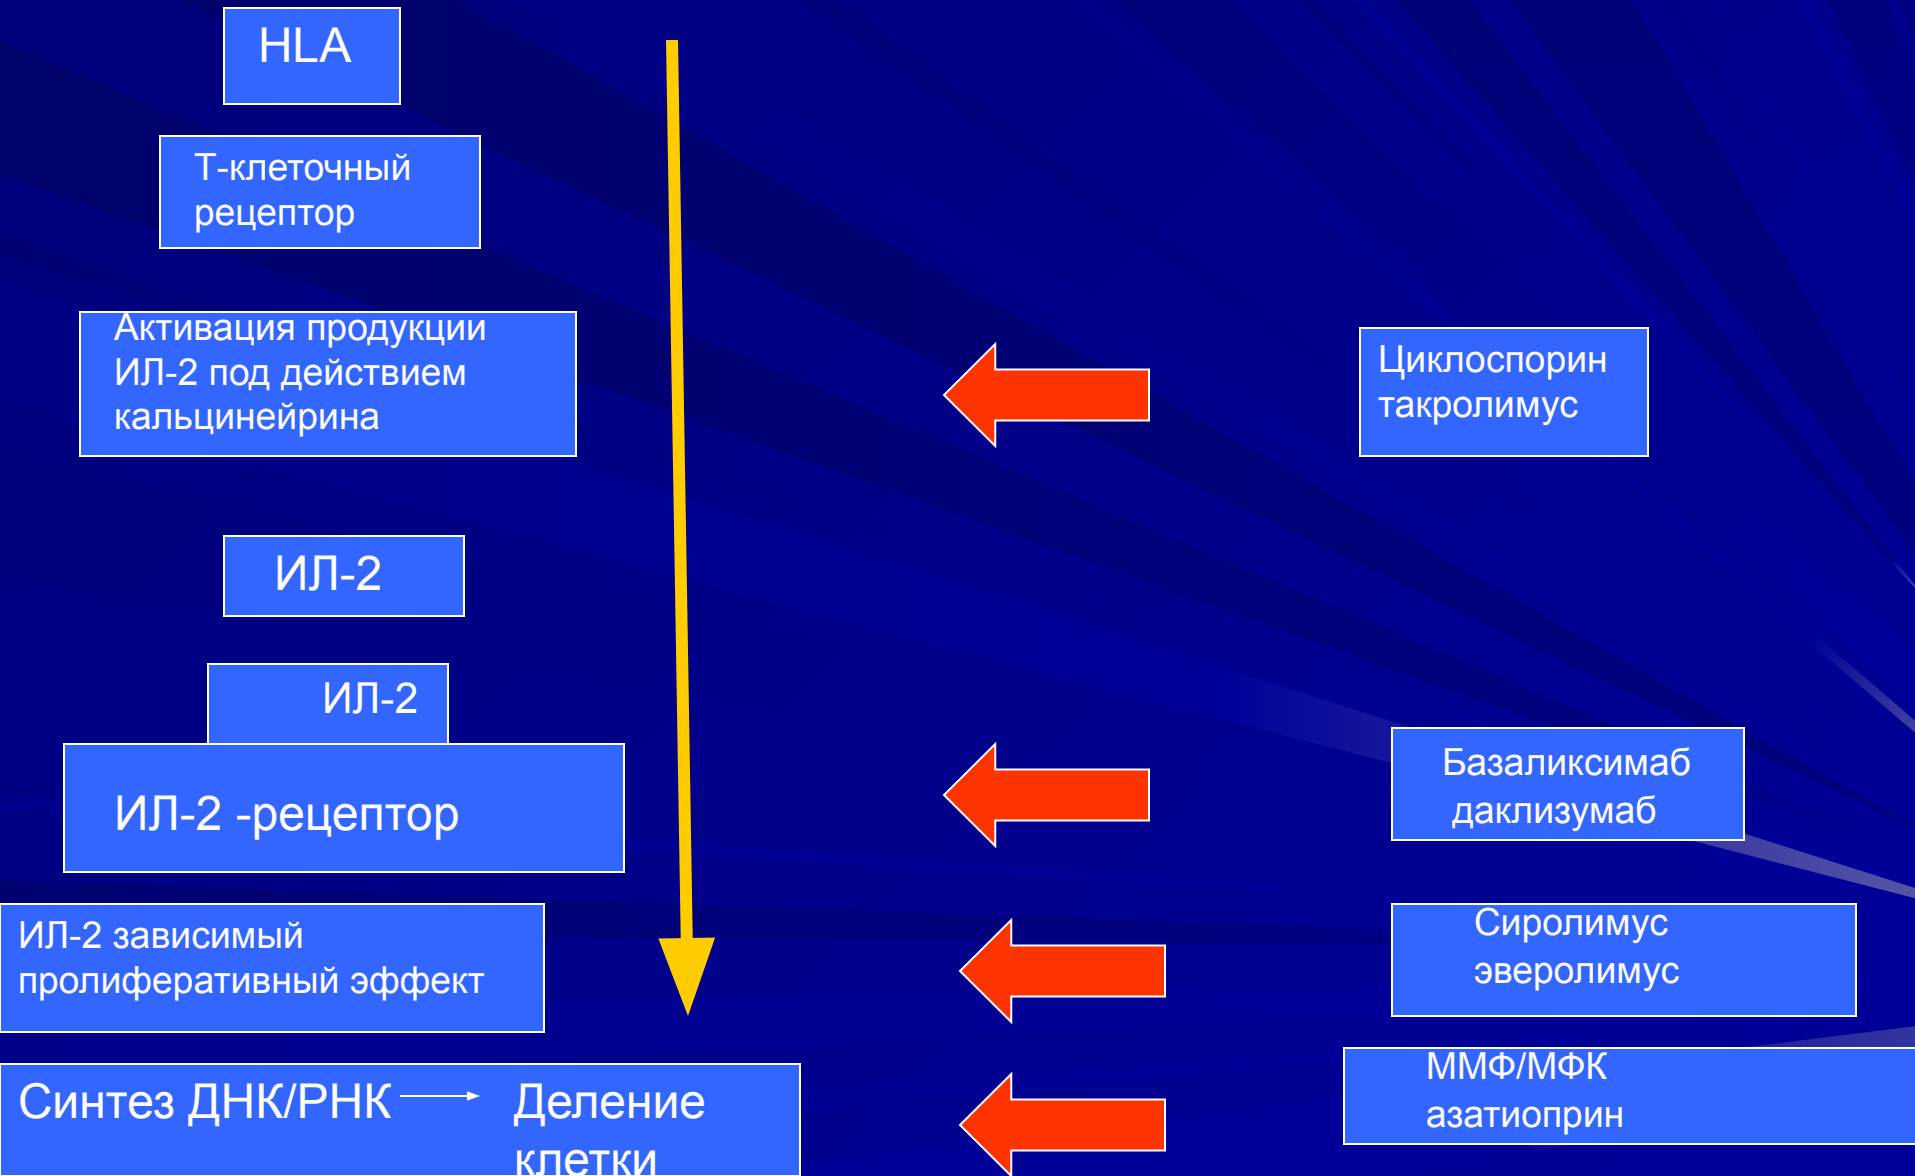 HLA
Т-клеточный
рецептор
Активация продукции
ИЛ-2 под действием
кальцинейрина
Циклоспорин
такролимус
ИЛ-2
ИЛ-2
ИЛ-2 -рецептор
Базаликсимаб
даклизумаб
ИЛ-2 зависимый
пролиферативный эффект
Сиролимус
эверолимус
Синтез ДНК/РНК Деление
клетки
ММФ/МФК
азатиоприн